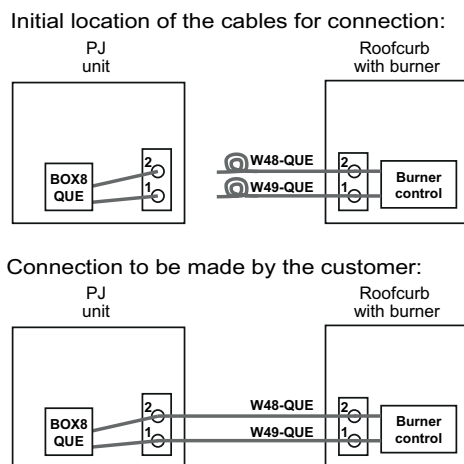 Initial location of the cables for connection:
PJ
unit
Roofcurb
with burner
BOX8
QUE
2
1
W48-QUE
W49-QUE
2
1
Burner
control
Connection to be made by the customer:
PJ
unit
Roofcurb
with burner
BOX8
QUE
2
1
W48-QUE
W49-QUE
2
1
Burner
control